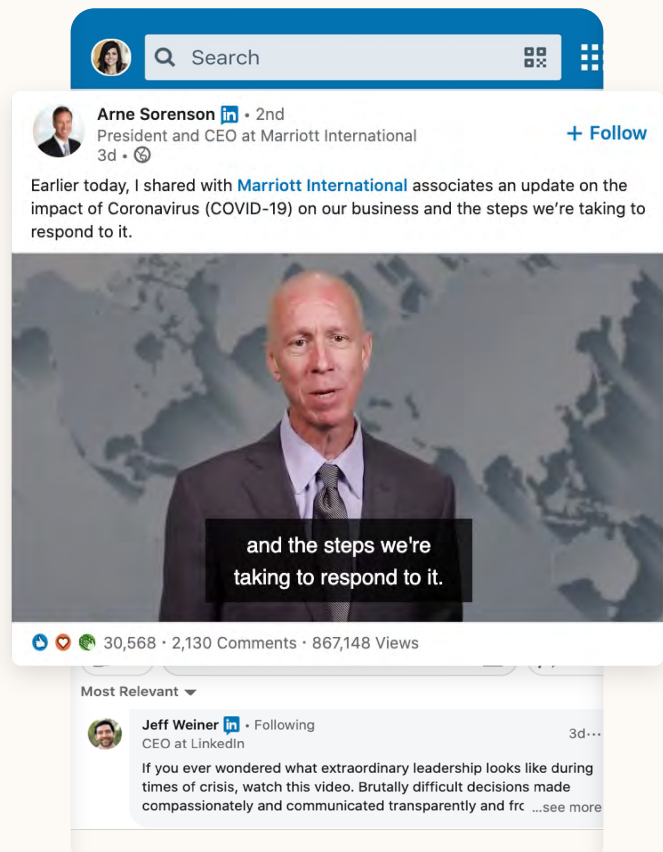 Search
Arne Sorenson in • 2nd
President and CEO at Marriott International
3d •
+ Follow
Earlier today, I shared with Marriott International associates an update on the
impact of Coronavirus (COVID-19) on our business and the steps we’re taking to
respond to it.
and the steps we're
taking to respond to it.
30,568 · 2,130 Comments · 867,148 Views
Most Relevant
Jeff Weiner in • Following
3d···
CEO at LinkedIn
If you ever wondered what extraordinary leadership looks like during
times of crisis, watch this video. Brutally difficult decisions made
compassionately and communicated transparently and frc ...see more